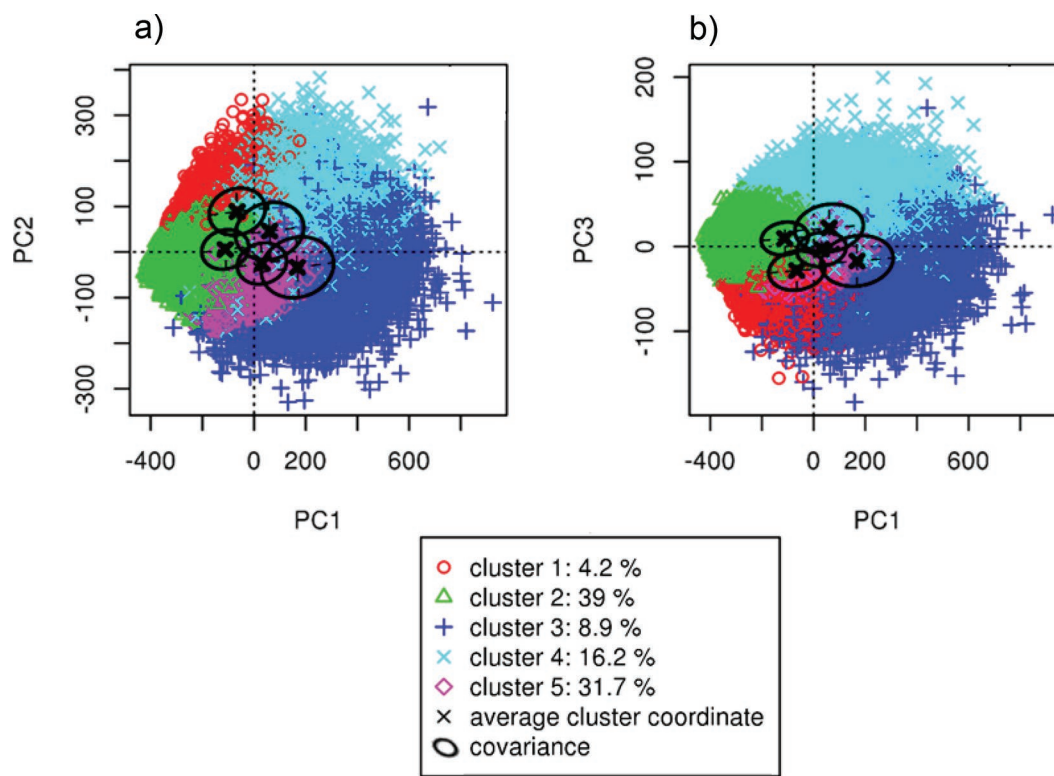 a)
b)
PC2
300
100
-100
-300
-400
0
200
600
PC1
PC3
200
100
0
-100
-400
0
200
600
PC1
cluster 1: 4.2 %
cluster 2: 39 %
cluster 3: 8.9 %
cluster 4: 16.2 %
cluster 5: 31.7 %
average cluster coordinate
covariance